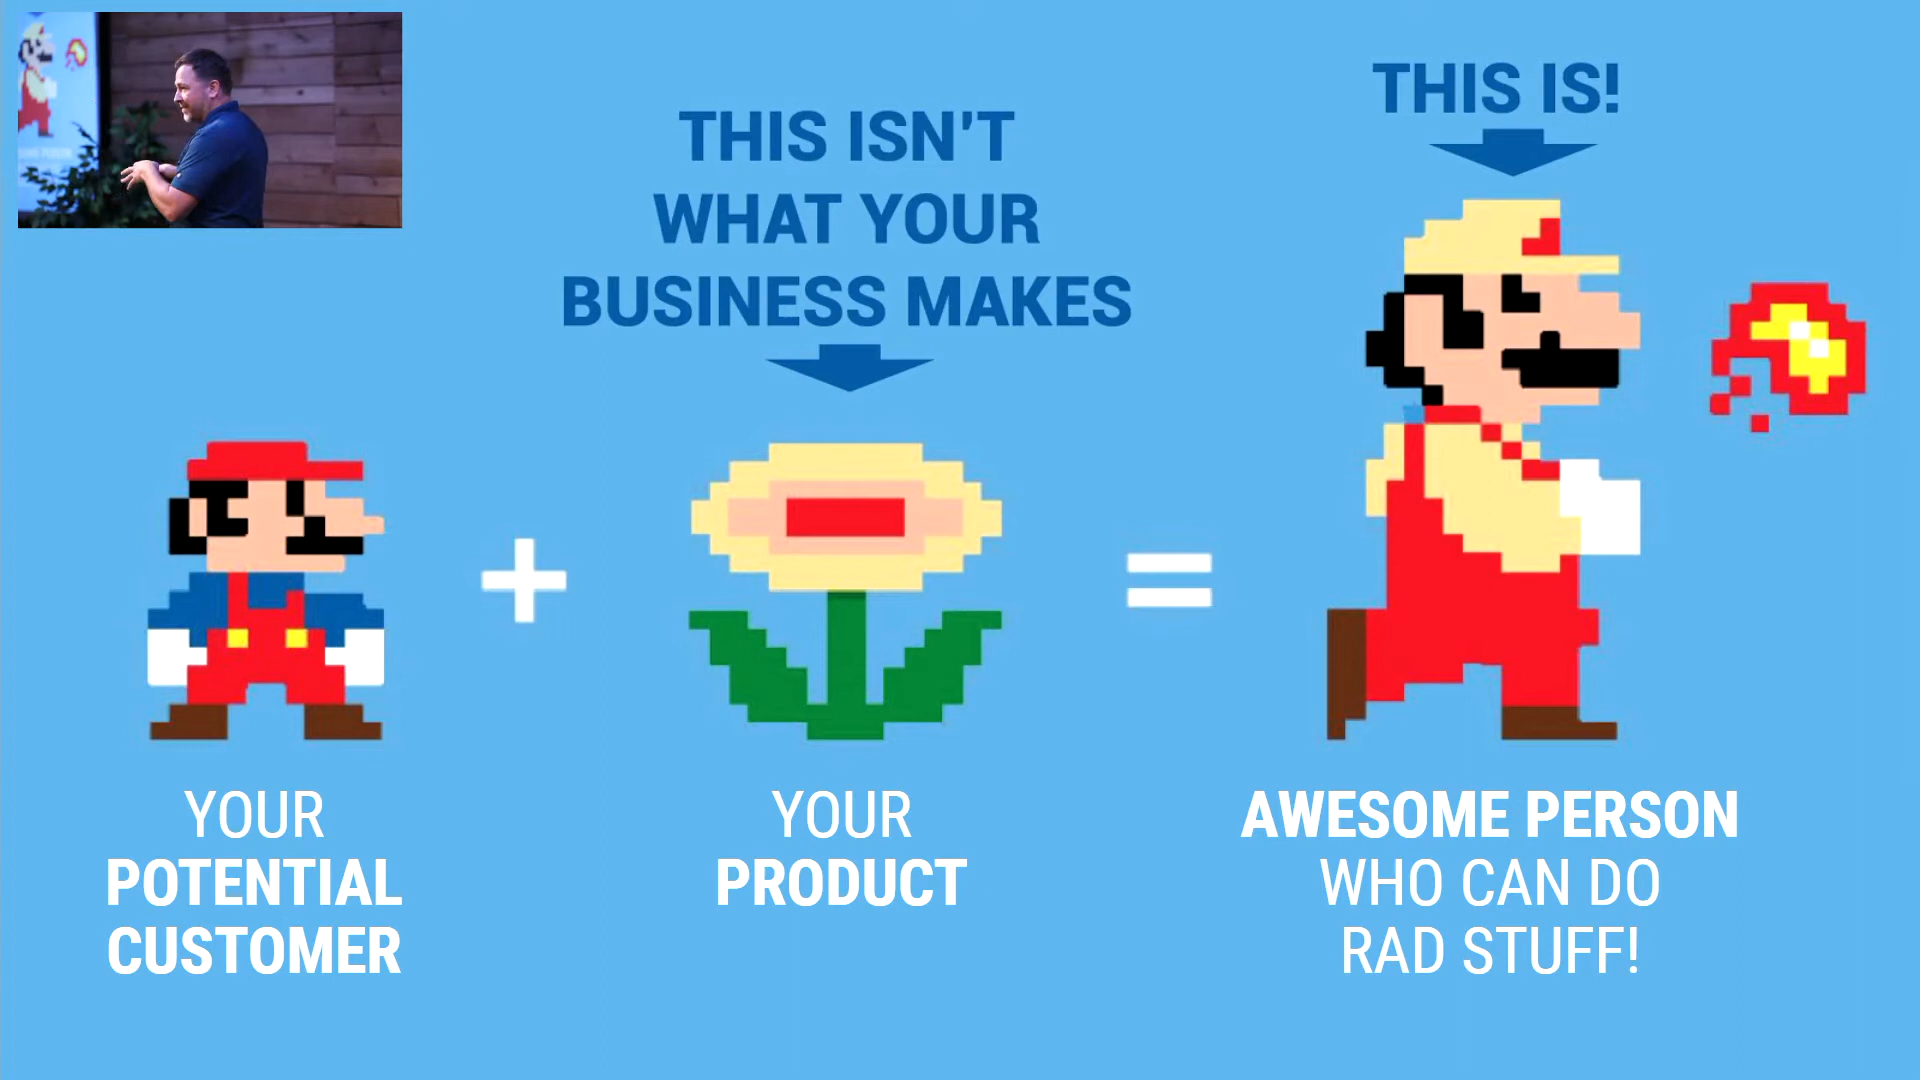 THIS ISN'T
WHAT YOUR
BUSINESS MAKES
THIS IS!
+
=
YOUR
POTENTIAL
CUSTOMER
YOUR
PRODUCT
AWESOME PERSON
WHO CAN DO
RAD STUFF!